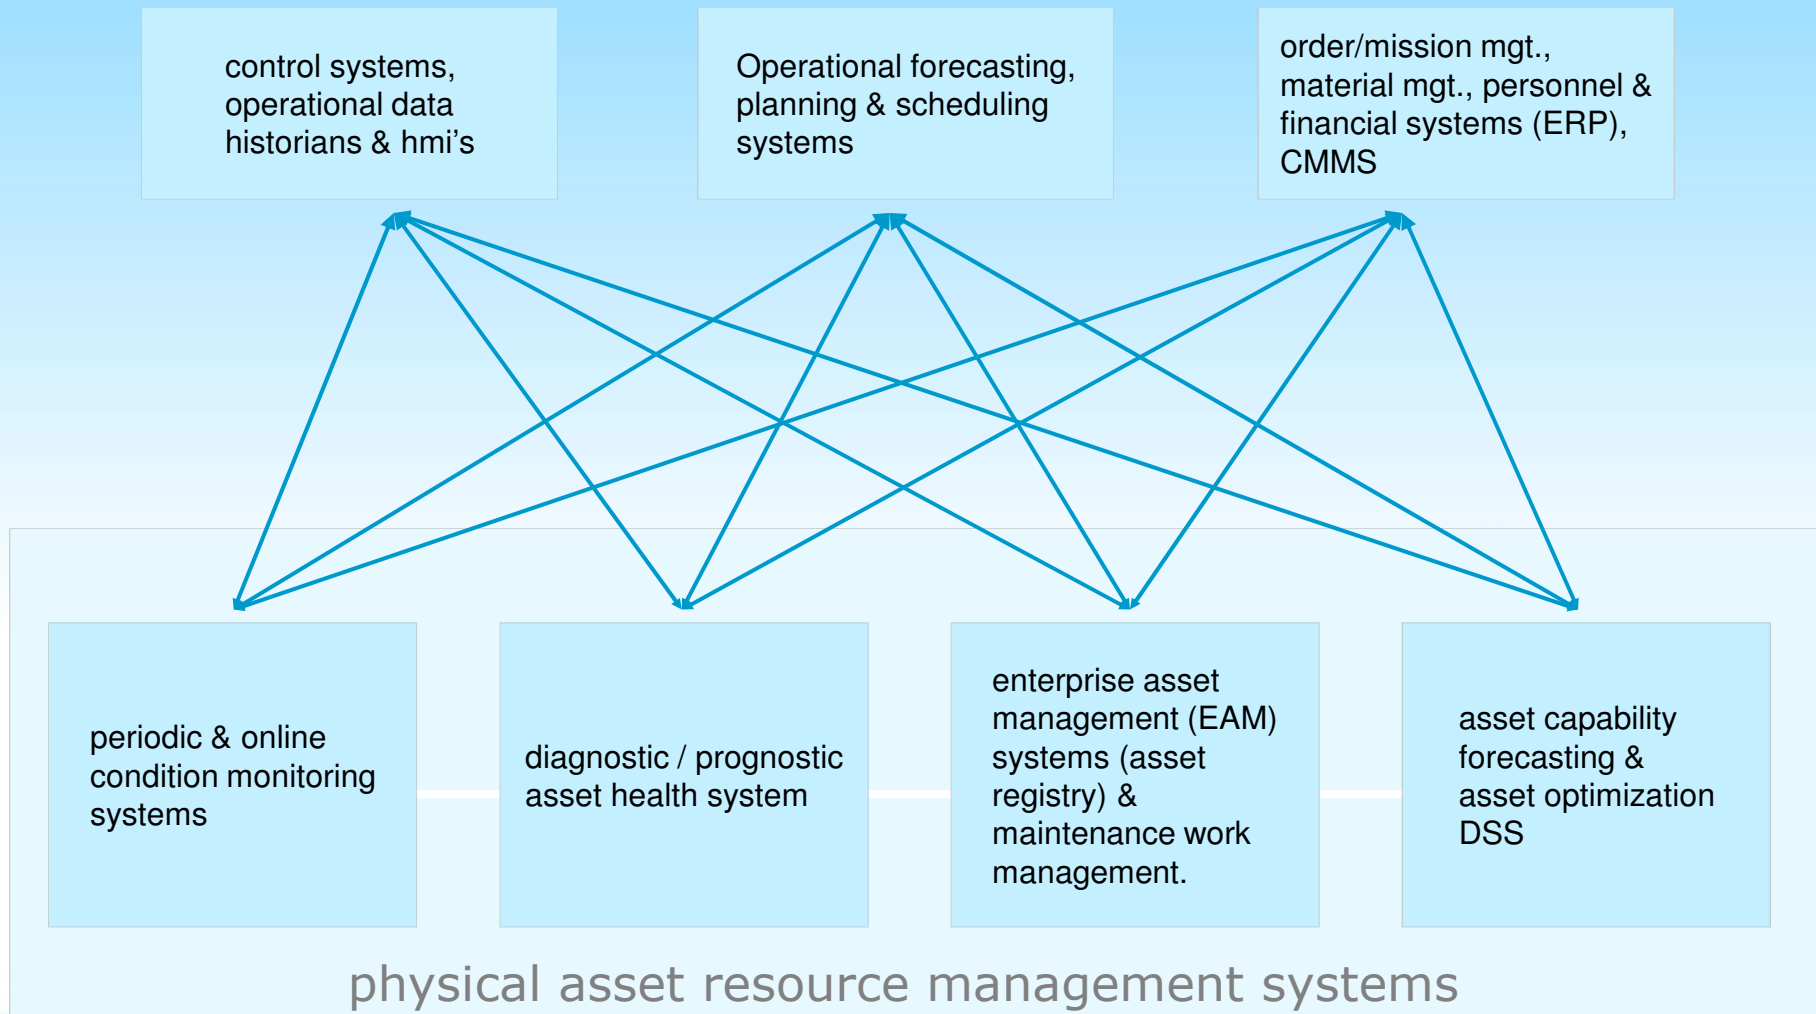 control systems,
operational data
historians & hmi's
Operational forecasting,
planning & scheduling
systems
order/mission mgt.,
material mgt., personnel &
financial systems (ERP),
CMMS
periodic & online
condition monitoring
systems
diagnostic / prognostic
asset health system
enterprise asset
management (EAM)
systems (asset
registry) &
maintenance work
management.
asset capability
forecasting &
asset optimization
DSS
physical asset resource management systems